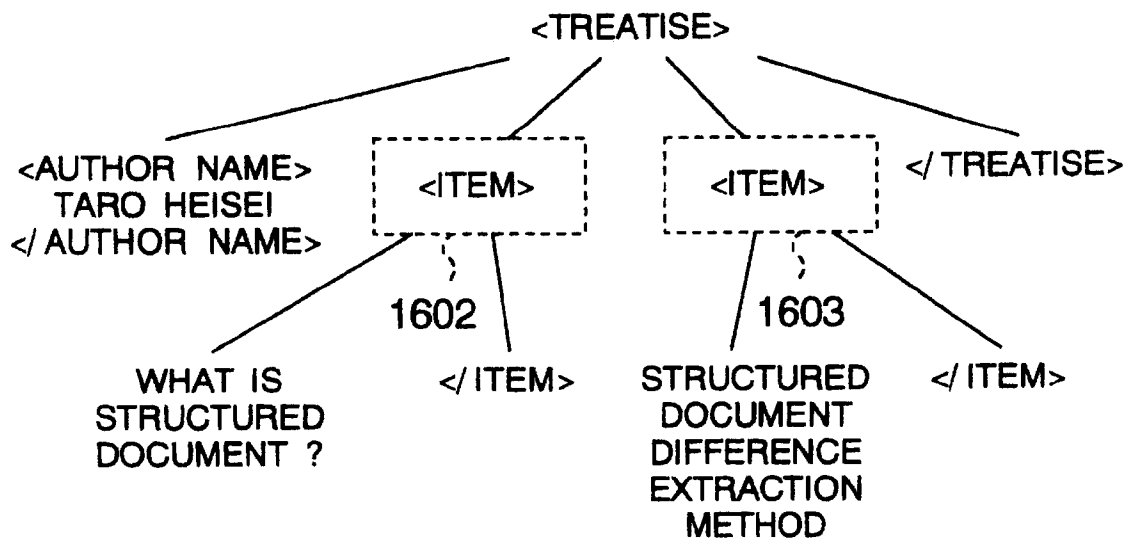 <TREATISE>
<AUTHOR NAME>
TARO HEISEI
</AUTHOR NAME>
<ITEM>
<ITEM>
</TREATISE>
1602
1603
WHAT IS
STRUCTURED
DOCUMENT ?
</ITEM>
STRUCTURED
DOCUMENT
DIFFERENCE
EXTRACTION
METHOD
</ITEM>